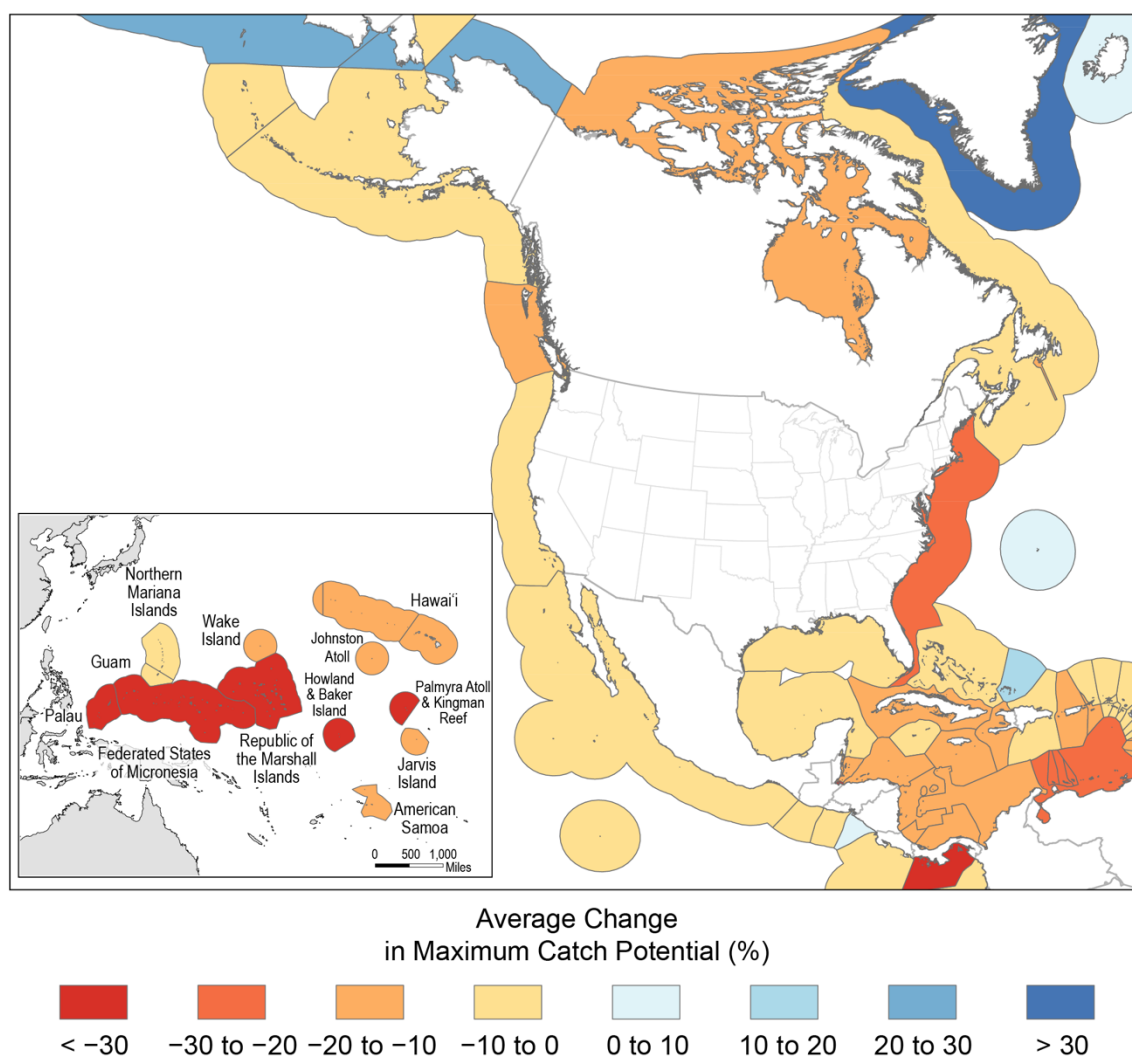 Northern
Mariana
Islands
Wake
Island
Hawai‘i
Johnston
Atoll
Guam
Howland
& Baker
Island
Palmyra Atoll
& Kingman
Reef
Palau
Federated States
of Micronesia
Republic of
the Marshall
Islands
Jarvis
Island
American
Samoa
0 500 1,000
Miles
Average Change
in Maximum Catch Potential (%)
< −30 −30 to −20 −20 to −10 −10 to 0 0 to 10 10 to 20 20 to 30 > 30